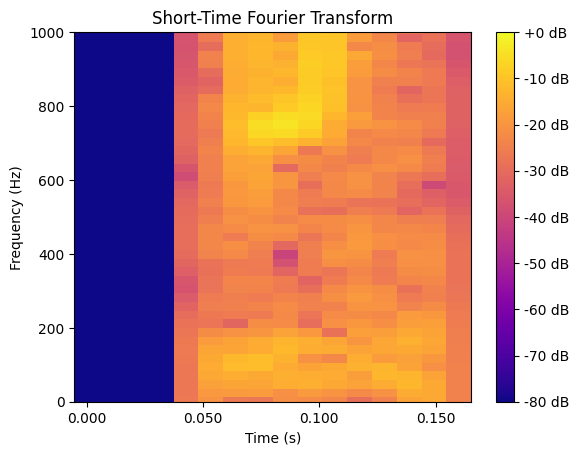 Short-Time Fourier Transform
1000
800
600
400
200
0
Frequency (Hz)
0.000
0.050
0.100
0.150
Time (s)
+0 dB
-10 dB
-20 dB
-30 dB
-40 dB
-50 dB
-60 dB
-70 dB
-80 dB